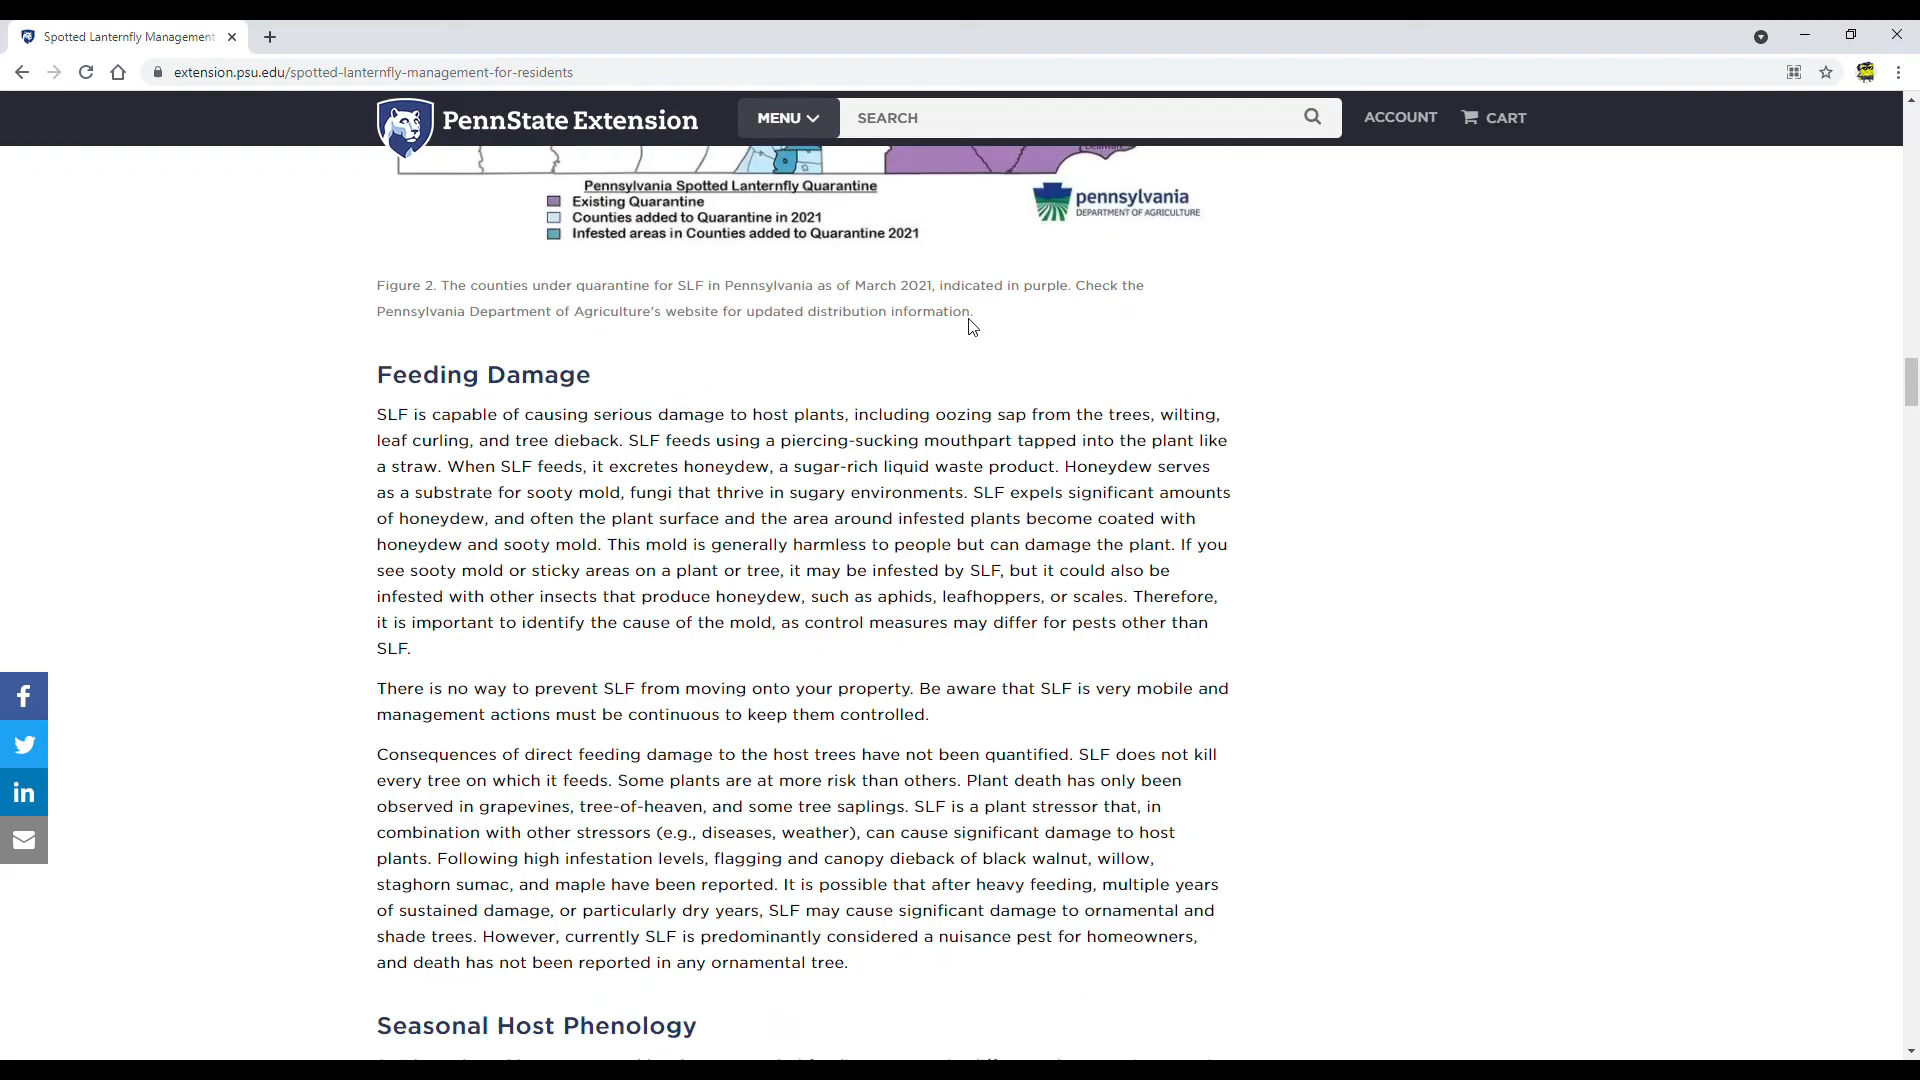 Spotted Lanternfly Management
extension.psu.edu/spotted-lanternfly-management-for-residents
PennState Extension
MENU
SEARCH
ACCOUNT
CART
Delaware
Pennsylvania Spotted Lanternfly Quarantine
Existing Quarantine
Counties added to Quarantine in 2021
Infested areas in Counties added to Quarantine 2021
pennsylvania
DEPARTMENT OF AGRICULTURE
Figure 2. The counties under quarantine for SLF in Pennsylvania as of March 2021, indicated in purple. Check the
Pennsylvania Department of Agriculture's website for updated distribution information.
Feeding Damage
SLF is capable of causing serious damage to host plants, including oozing sap from the trees, wilting,
leaf curling, and tree dieback. SLF feeds using a piercing-sucking mouthpart tapped into the plant like
a straw. When SLF feeds, it excretes honeydew, a sugar-rich liquid waste product. Honeydew serves
as a substrate for sooty mold, fungi that thrive in sugary environments. SLF expels significant amounts
of honeydew, and often the plant surface and the area around infested plants become coated with
honeydew and sooty mold. This mold is generally harmless to people but can damage the plant. If you
see sooty mold or sticky areas on a plant or tree, it may be infested by SLF, but it could also be
infested with other insects that produce honeydew, such as aphids, leafhoppers, or scales. Therefore,
it is important to identify the cause of the mold, as control measures may differ for pests other than
SLF.
There is no way to prevent SLF from moving onto your property. Be aware that SLF is very mobile and
management actions must be continuous to keep them controlled.
Consequences of direct feeding damage to the host trees have not been quantified. SLF does not kill
every tree on which it feeds. Some plants are at more risk than others. Plant death has only been
observed in grapevines, tree-of-heaven, and some tree saplings. SLF is a plant stressor that, in
combination with other stressors (e.g., diseases, weather), can cause significant damage to host
plants. Following high infestation levels, flagging and canopy dieback of black walnut, willow,
staghorn sumac, and maple have been reported. It is possible that after heavy feeding, multiple years
of sustained damage, or particularly dry years, SLF may cause significant damage to ornamental and
shade trees. However, currently SLF is predominantly considered a nuisance pest for homeowners,
and death has not been reported in any ornamental tree.
Seasonal Host Phenology